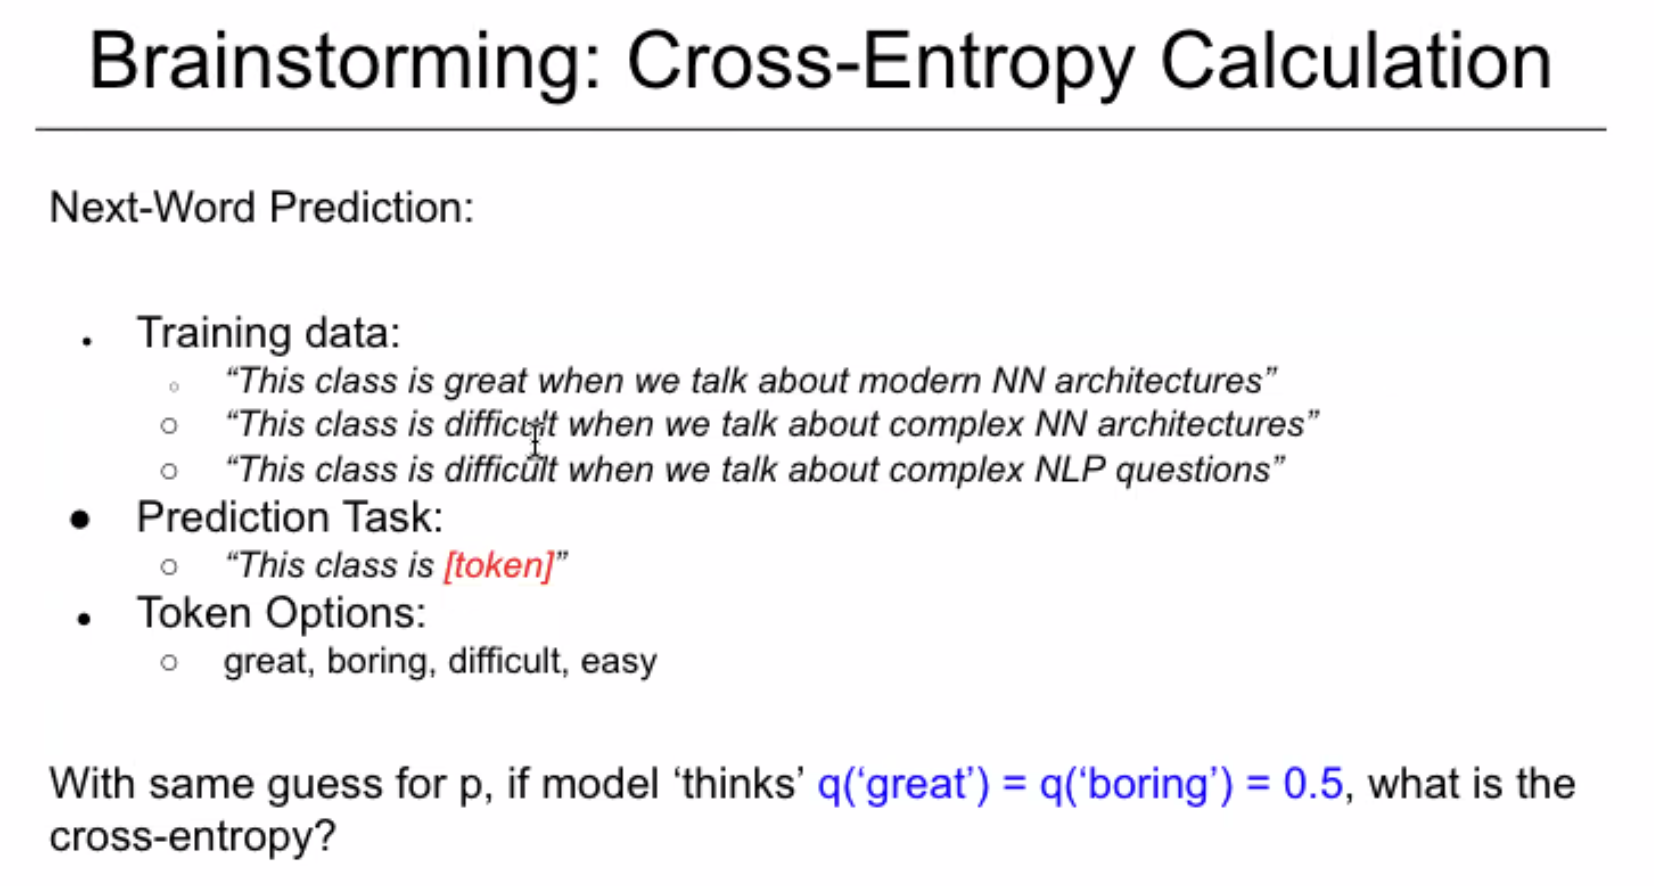 Brainstorming: Cross-Entropy Calculation
Next-Word Prediction:
• Training data:
○ “This class is great when we talk about modern NN architectures”
○ “This class is difficult when we talk about complex NN architectures”
○ “This class is difficult when we talk about complex NLP questions”
● Prediction Task:
○ “This class is [token]”
• Token Options:
○ great, boring, difficult, easy
With same guess for p, if model ‘thinks’ q(‘great’) = q(‘boring’) = 0.5, what is the
cross-entropy?